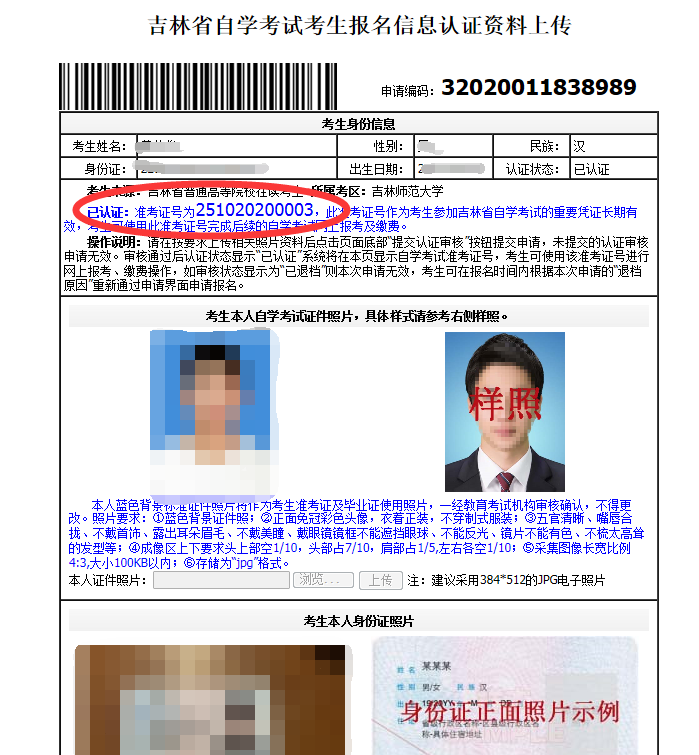 吉林省自学考试考生报名信息认证资料上传
申请编码：32020011838989
考生身份信息
考生姓名： 性别： 民族： 汉
身份证： 出生日期： 认证状态： 已认证
考生来源：吉林省普通高等院校在读考生 所属考区：吉林师范大学
已认证：准考证号为251020200003，此准考证号作为考生参加吉林省自学考试的重要凭证长期有
效，考生可使用此准考证号完成后续的自学考试网上报考及缴费。
操作说明：请在按要求上传相关照片资料后点击页面底部“提交认证审核”按钮提交申请，未提交的认证审核
申请无效。审核通过后认证状态显示“已认证”系统将在本页显示自学考试准考证号，考生可使用该准考证号进行
网上报考、缴费操作，如审核状态显示为“已退档”则本次申请无效，考生可在报名时间内根据本次申请的“退档
原因”重新通过申请界面申请报名。
考生本人自学考试证件照片，具体样式请参考右侧样照。
样照
本人蓝色背景标准证件照片将作为考生准考证及毕业证使用照片，一经教育考试机构审核确认，不得更
改。照片要求：①蓝色背景证件照；②正面免冠彩色头像，衣着正装，不穿制式服装；③五官清晰、嘴唇合
拢、不戴首饰、露出耳朵眉毛、不戴美瞳、戴眼镜镜框不能遮挡眼球、不能反光、镜片不能有色、不梳太高耸
的发型等；④成像区上下要求头上部空1/10，头部占7/10，肩部占1/5,左右各空1/10；⑤采集图像长宽比例
4:3,大小100KB以内；⑥存储为“jpg”格式。
本人证件照片： 浏览... 上传 注：建议采用384*512的JPG电子照片
考生本人身份证照片
姓名 某某某
性别 男/女 民族 汉
身份证正面照片示例
省级行政区名称-区县级行政区名
称-具体住宿地址